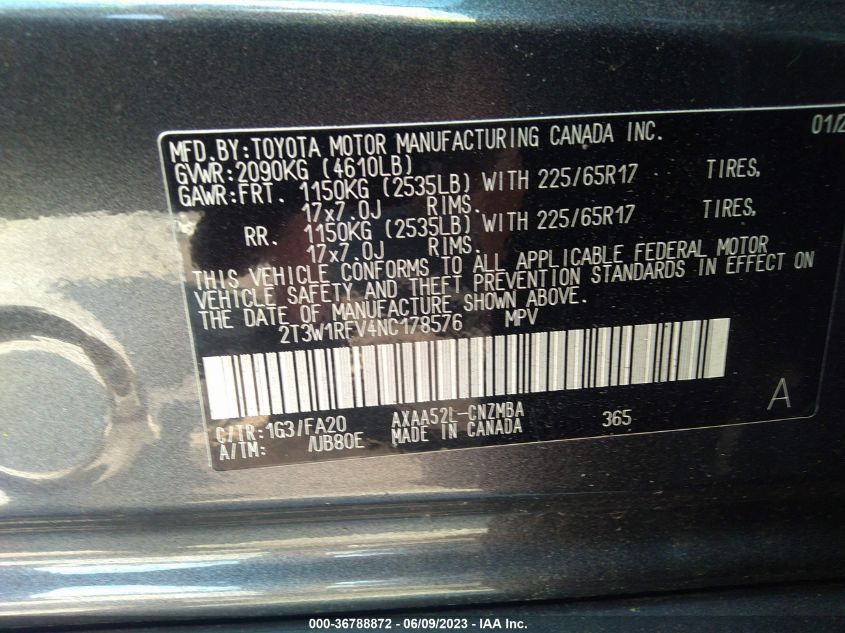 01/2
MFD.BY:TOYOTA MOTOR MANUFACTURING CANADA INC.
GVWR:2090KG (4610LB)
GAWR:FRT. 1150KG (2535LB) WITH 225/65R17 TIRES,
17x7.0J RIMS.
RR. 1150KG (2535LB) WITH 225/65R17 TIRES,
17x7.0J RIMS.
THIS VEHICLE CONFORMS TO ALL APPLICABLE FEDERAL MOTOR
VEHICLE SAFETY AND THEFT PREVENTION STANDARDS IN EFFECT ON
THE DATE OF MANUFACTURE SHOWN ABOVE.
2T3W1RFV4NC178576 MPV
A
C/TR:1G3/FA20 AXAA52L-CNZMBA 365
A/TM: /UB80E MADE IN CANADA
000-36788872 - 06/09/2023 - IAA Inc.